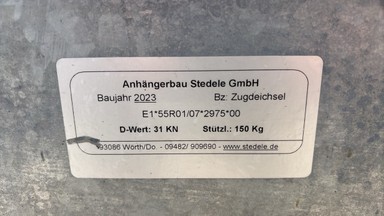 Anhängerbau Stedele GmbH
Baujahr 2023 Bz: Zugdeichsel
E1*55R01/07*2975*00
D-Wert: 31 KN Stützl.: 150 Kg
93086 Wörth/Do. - 09482/ 909690 - www.stedele.de